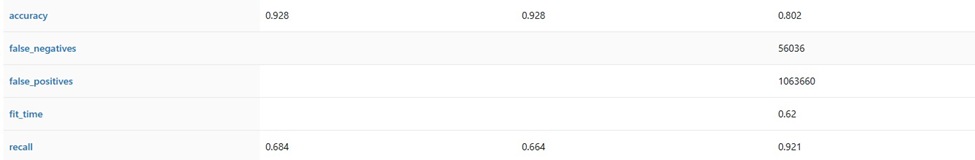 accuracy 0.928 0.928 0.802
false_negatives 56036
false_positives 1063660
fit_time 0.62
recall 0.684 0.664 0.921